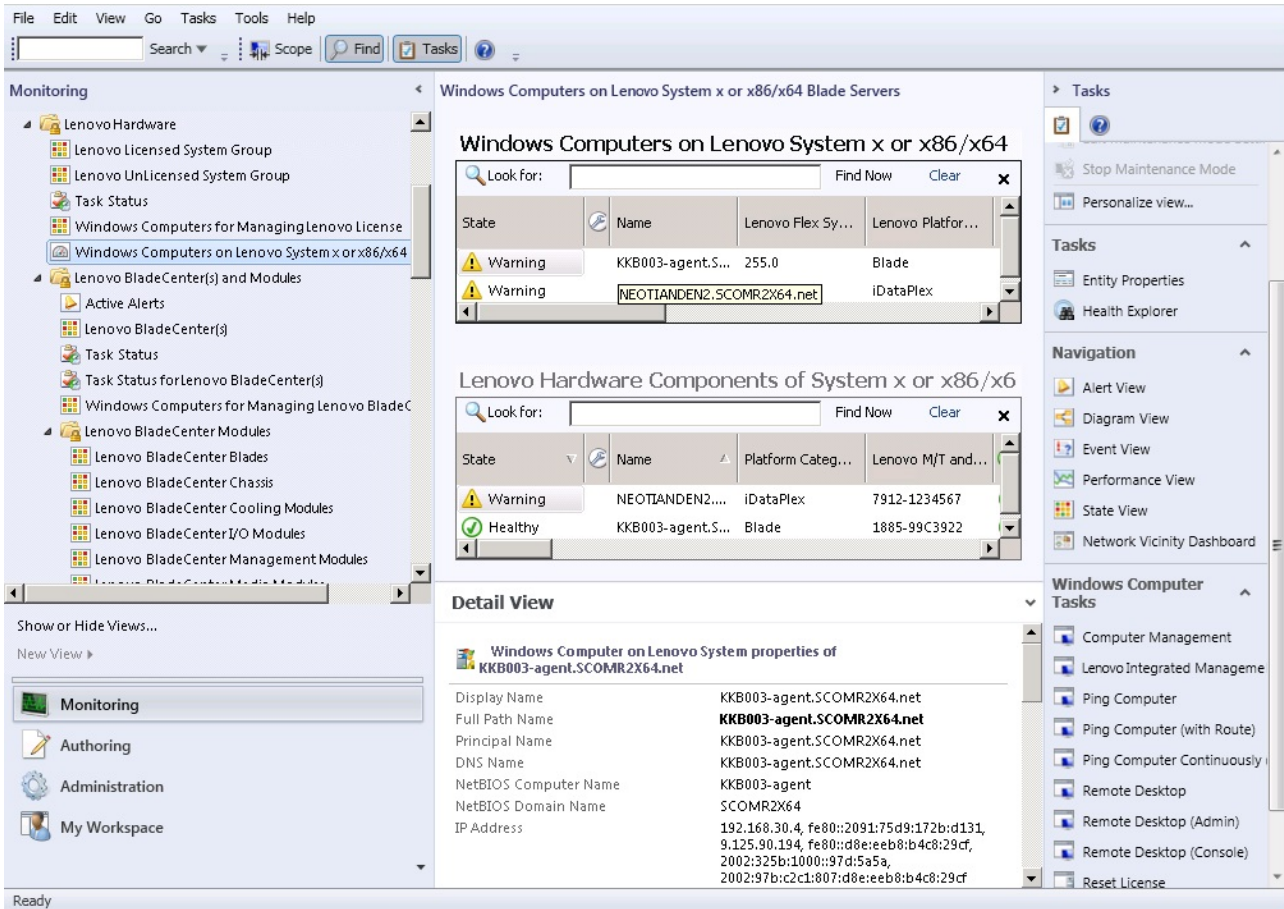 File Edit View Go Tasks Tools Help
Search Scope Find Tasks
Monitoring
Lenovo Hardware
Lenovo Licensed System Group
Lenovo UnLicensed System Group
Task Status
Windows Computers for Managing Lenovo License
Windows Computers on Lenovo System x or x86/x64
Lenovo BladeCenter(s) and Modules
Active Alerts
Lenovo BladeCenter(s)
Task Status
Task Status for Lenovo BladeCenter(s)
Windows Computers for Managing Lenovo BladeC
Lenovo BladeCenter Modules
Lenovo BladeCenter Blades
Lenovo BladeCenter Chassis
Lenovo BladeCenter Cooling Modules
Lenovo BladeCenter I/O Modules
Lenovo BladeCenter Management Modules
Show or Hide Views...
New View
Monitoring
Authoring
Administration
My Workspace
Windows Computers on Lenovo System x or x86/x64 Blade Servers
Windows Computers on Lenovo System x or x86/x64
Look for: Find Now Clear
State Name Lenovo Flex Sy... Lenovo Platfor...
Warning KKB003-agent.S... 255.0 Blade
Warning NEOTIANDEN2.SCOMR2X64.net iDataPlex
Lenovo Hardware Components of System x or x86/x6
Look for: Find Now Clear
State Name Platform Categ... Lenovo M/T and...
Warning NEOTIANDEN2.... iDataPlex 7912-1234567
Healthy KKB003-agent.S... Blade 1885-99C3922
Detail View
Windows Computer on Lenovo System properties of
KKB003-agent.SCOMR2X64.net
Display Name KKB003-agent.SCOMR2X64.net
Full Path Name KKB003-agent.SCOMR2X64.net
Principal Name KKB003-agent.SCOMR2X64.net
DNS Name KKB003-agent.SCOMR2X64.net
NetBIOS Computer Name KKB003-agent
NetBIOS Domain Name SCOMR2X64
IP Address 192.168.30.4, fe80::2091:75d9:172b:d131,
9.125.90.194, fe80::d8e:eeb8:b4c8:29cf,
2002:325b:1000::97d:5a5a,
2002:97b:c2c1:807:d8e:eeb8:b4c8:29cf
Tasks
Stop Maintenance Mode
Personalize view...
Tasks
Entity Properties
Health Explorer
Navigation
Alert View
Diagram View
Event View
Performance View
State View
Network Vicinity Dashboard
Windows Computer
Tasks
Computer Management
Lenovo Integrated Manageme
Ping Computer
Ping Computer (with Route)
Ping Computer Continuously
Remote Desktop
Remote Desktop (Admin)
Remote Desktop (Console)
Reset License
Ready